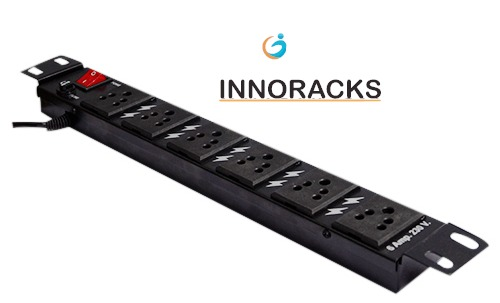 INNORACKS
6 Amp. 230 V.